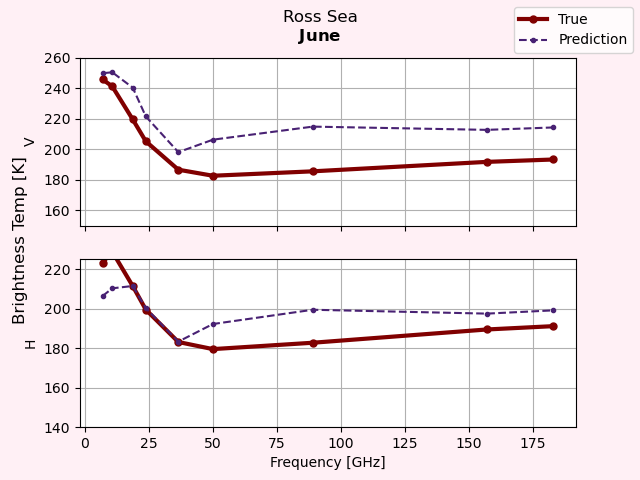 Ross Sea
June
True
Prediction
260
240
220
200
180
160
V
Brightness Temp [K]
220
200
180
160
140
H
0 25 50 75 100 125 150 175
Frequency [GHz]